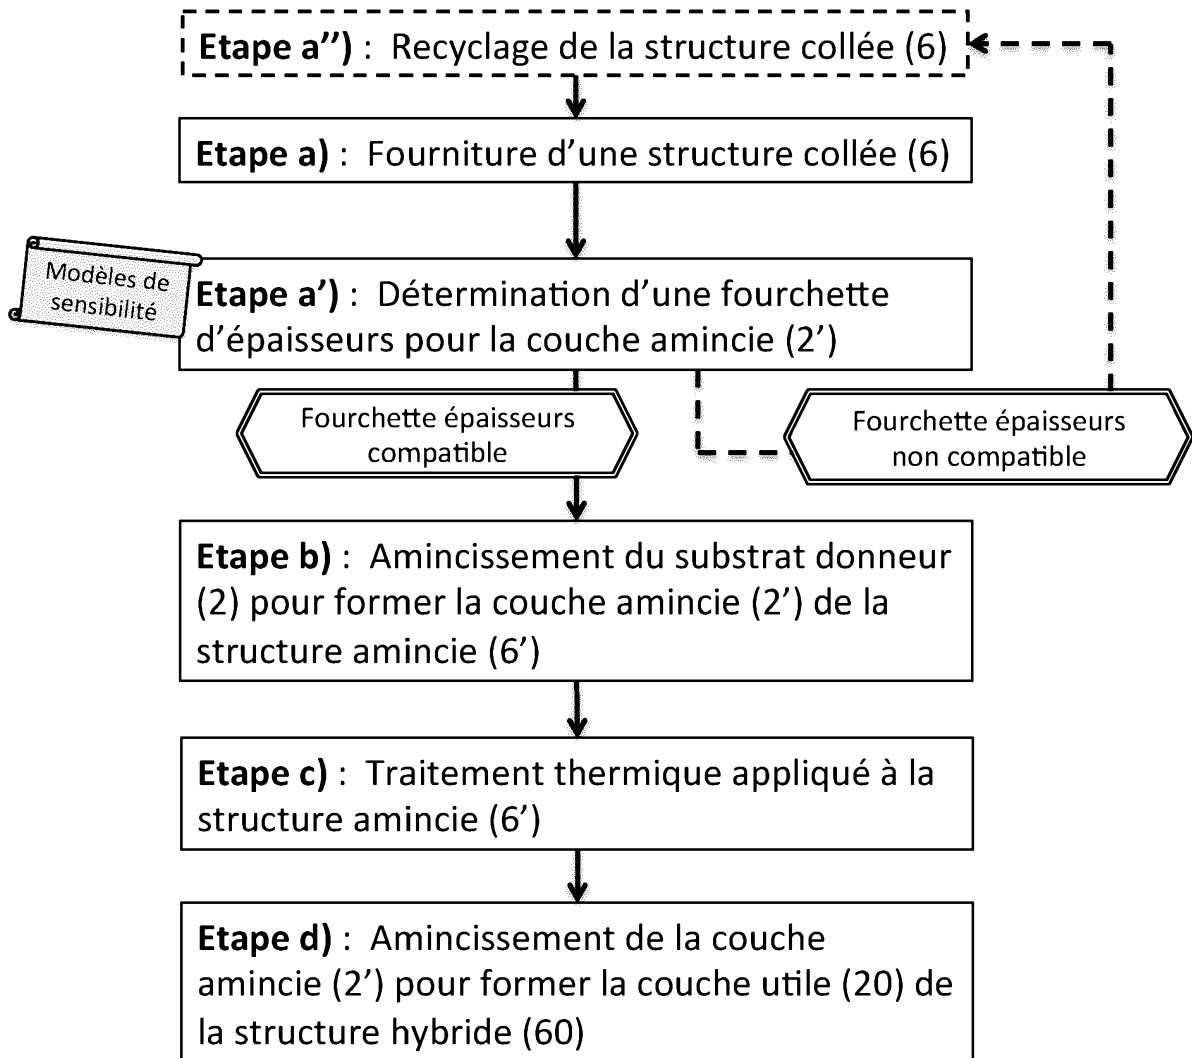 Etape a’’) :  Recyclage de la structure collée (6)
Etape a) :  Fourniture d’une structure collée (6)
Modèles de
sensibilité
Etape a’) :  Détermination d’une fourchette
d’épaisseurs pour la couche amincie (2’)
Fourchette épaisseurs
compatible
Fourchette épaisseurs
non compatible
Etape b) :  Amincissement du substrat donneur
(2) pour former la couche amincie (2’) de la
structure amincie (6’)
Etape c) :  Traitement thermique appliqué à la
structure amincie (6’)
Etape d) :  Amincissement de la couche
amincie (2’) pour former la couche utile (20) de
la structure hybride (60)